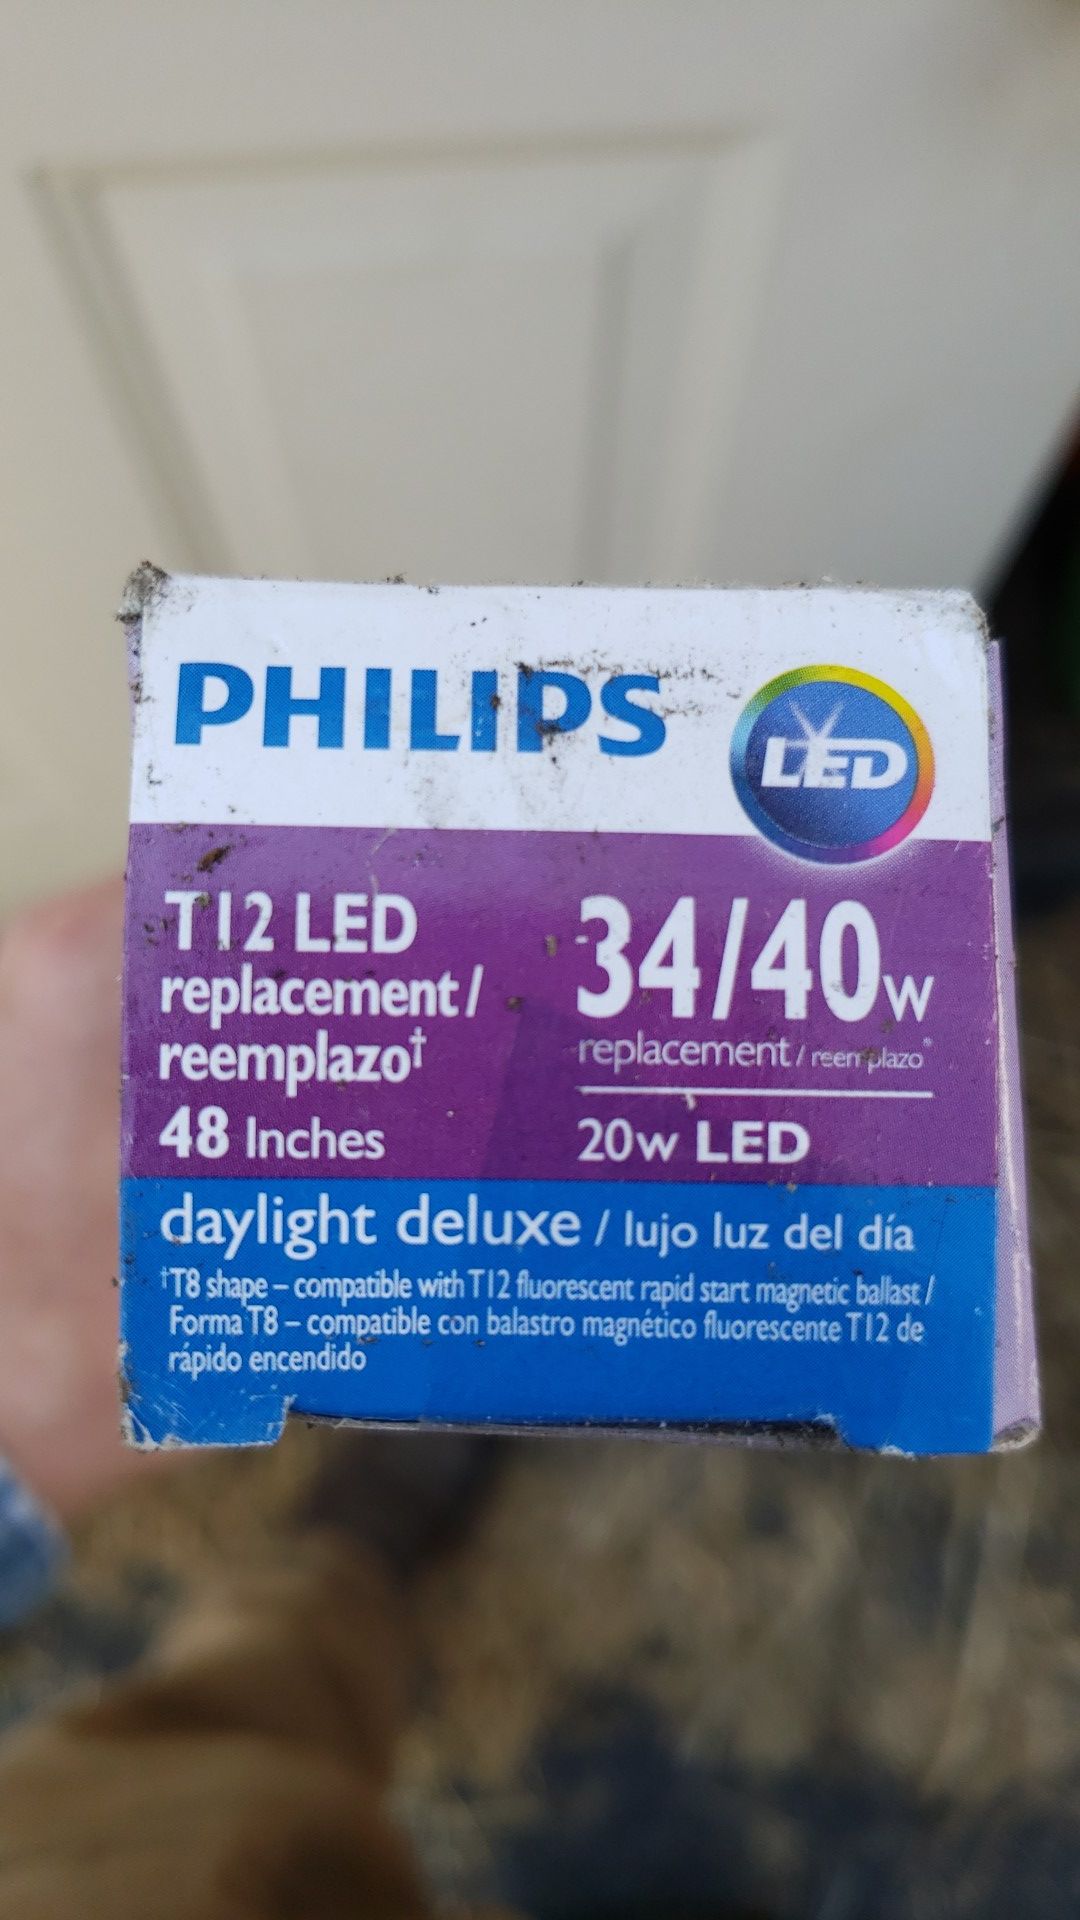 PHILIPS
LED
T12 LED
replacement/
reemplazo†
48 Inches
34/40w
replacement / reemplazo*
20w LED
daylight deluxe / lujo luz del día
†T8 shape – compatible with T12 fluorescent rapid start magnetic ballast /
Forma T8 – compatible con balastro magnético fluorescente T12 de
rápido encendido